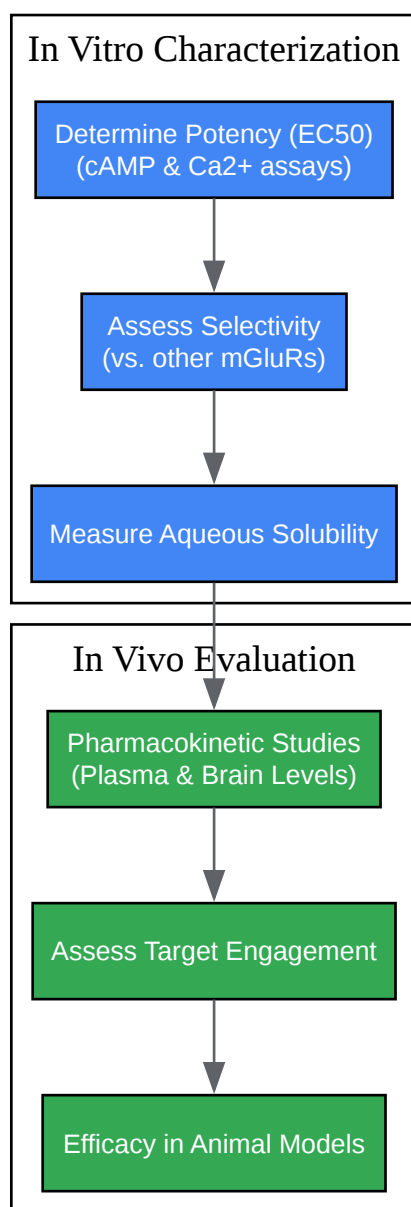 In Vitro Characterization
Determine Potency (EC50)
(cAMP & Ca2+ assays)
Assess Selectivity
(vs. other mGluRs)
Measure Aqueous Solubility
In Vivo Evaluation
Pharmacokinetic Studies
(Plasma & Brain Levels)
Assess Target Engagement
Efficacy in Animal Models